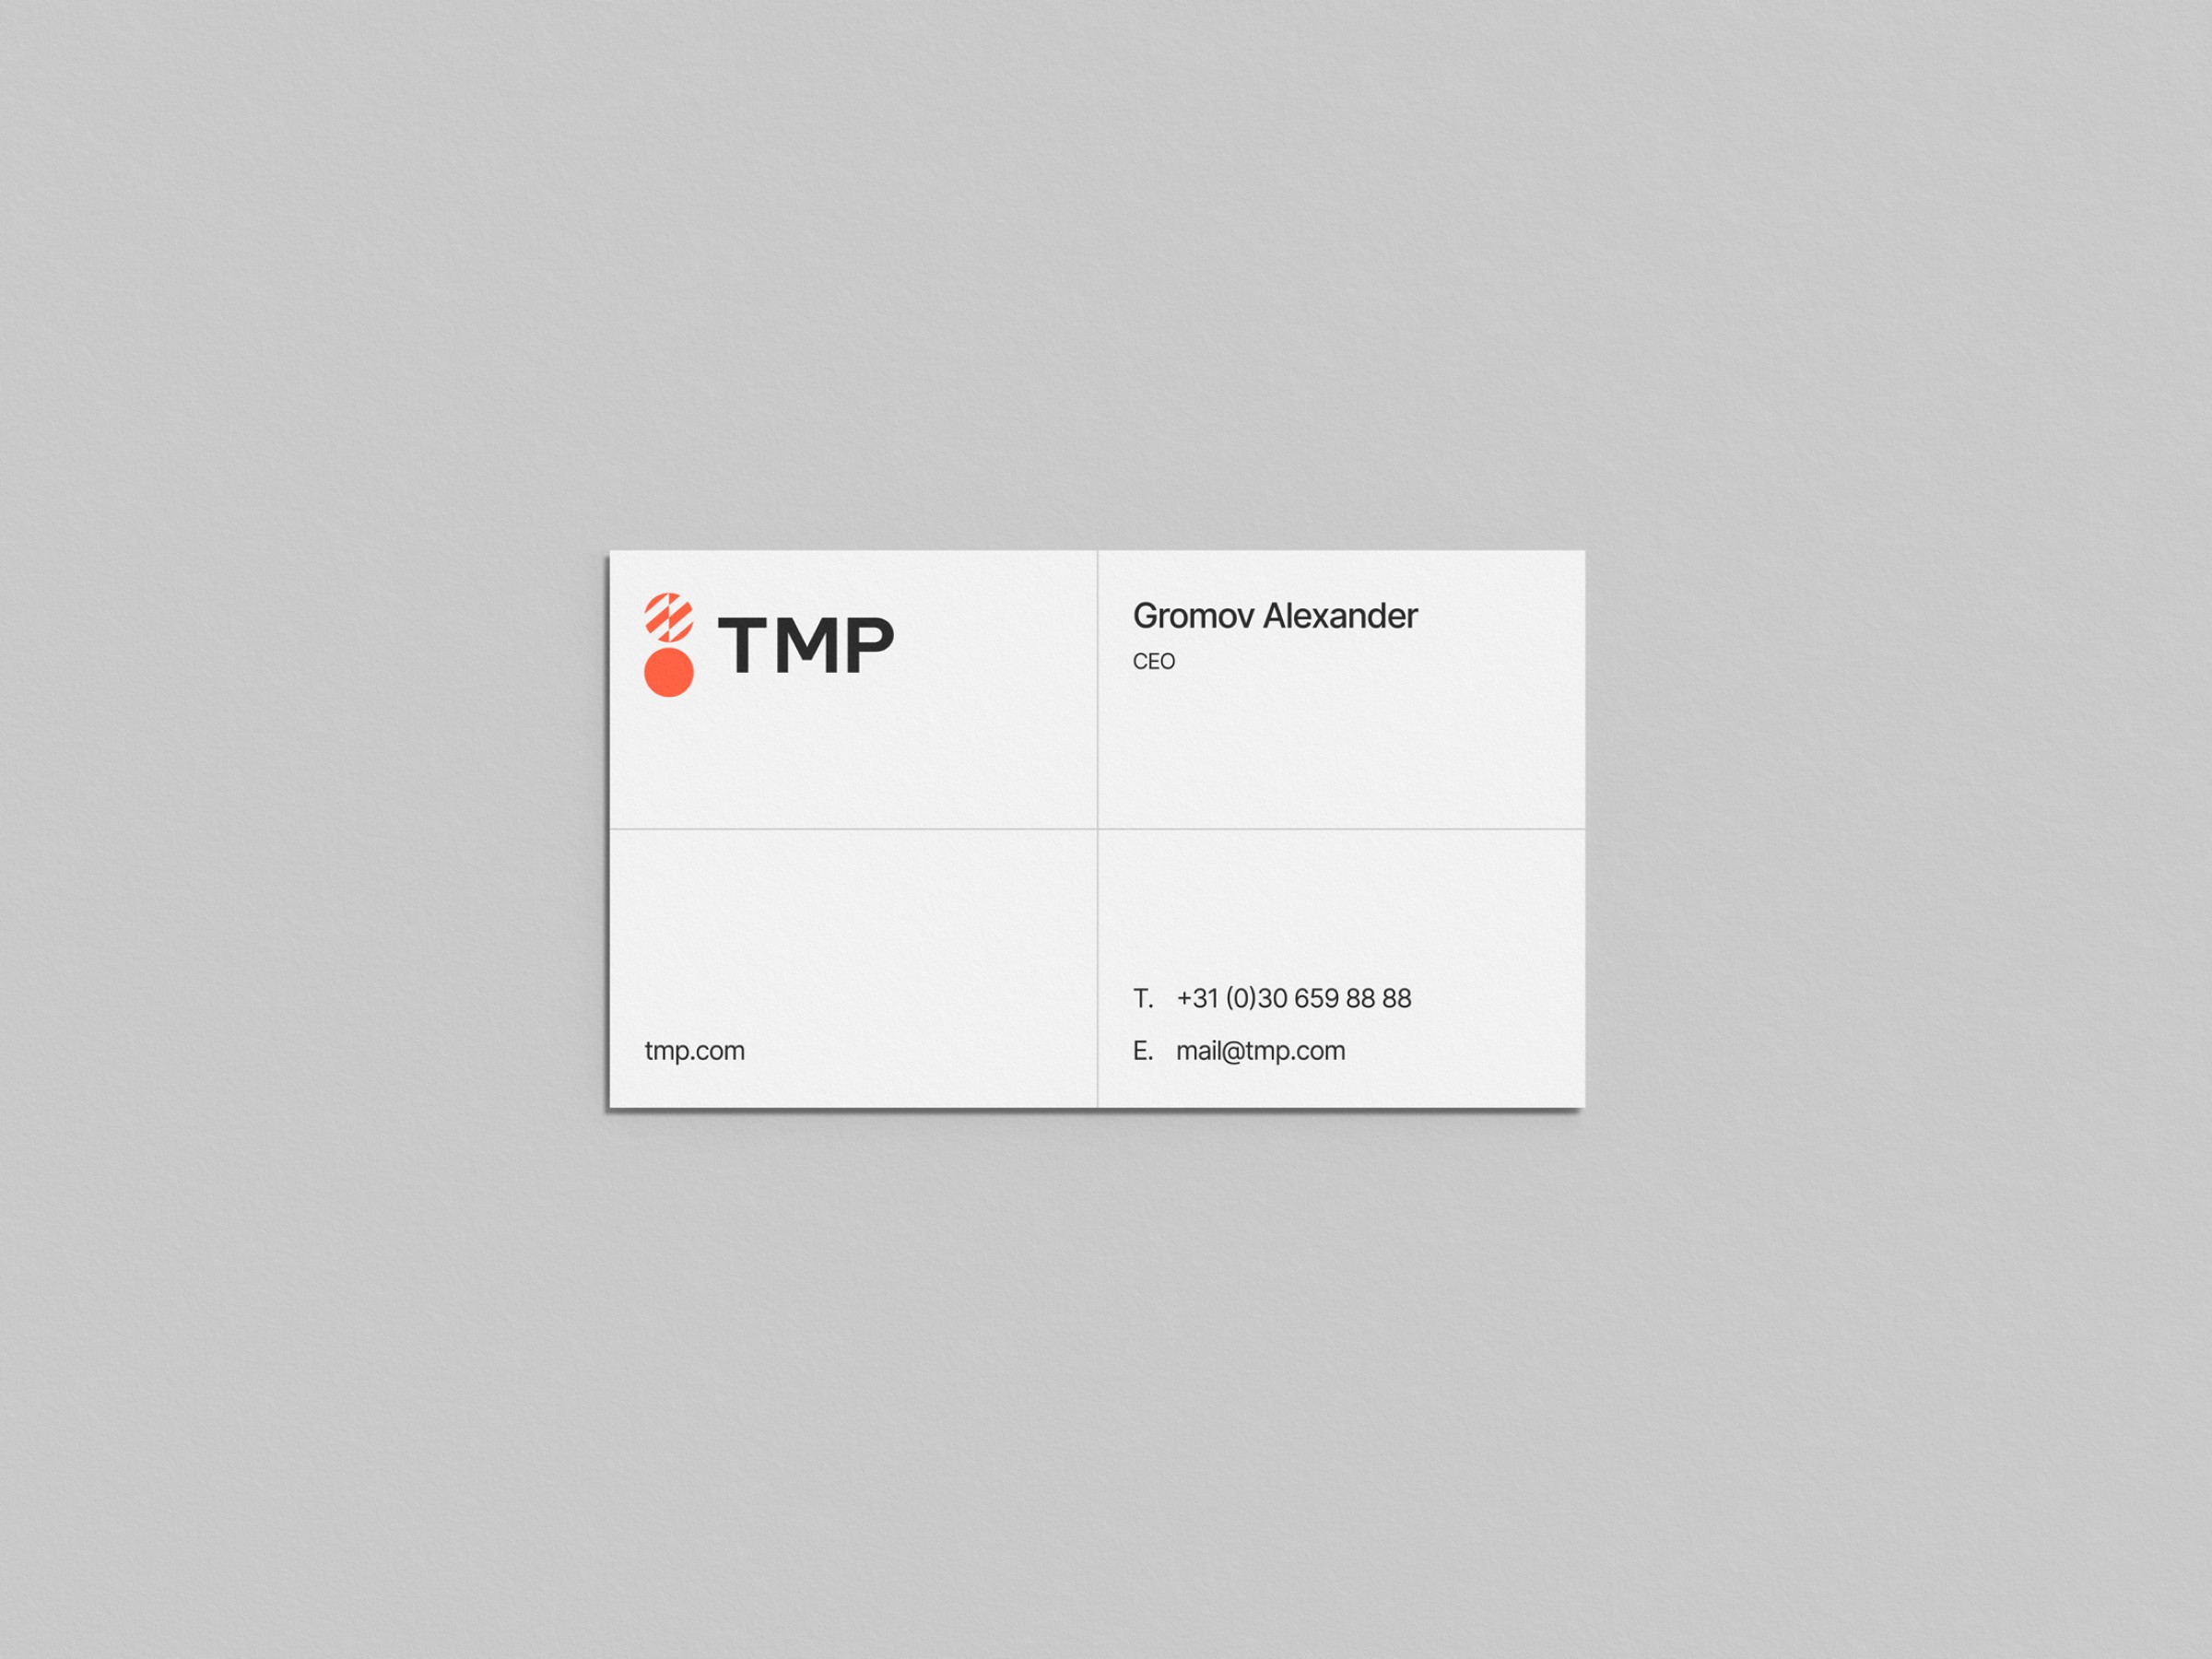 TMP
Gromov Alexander
CEO
tmp.com
T. +31 (0)30 659 88 88
E. mail@tmp.com